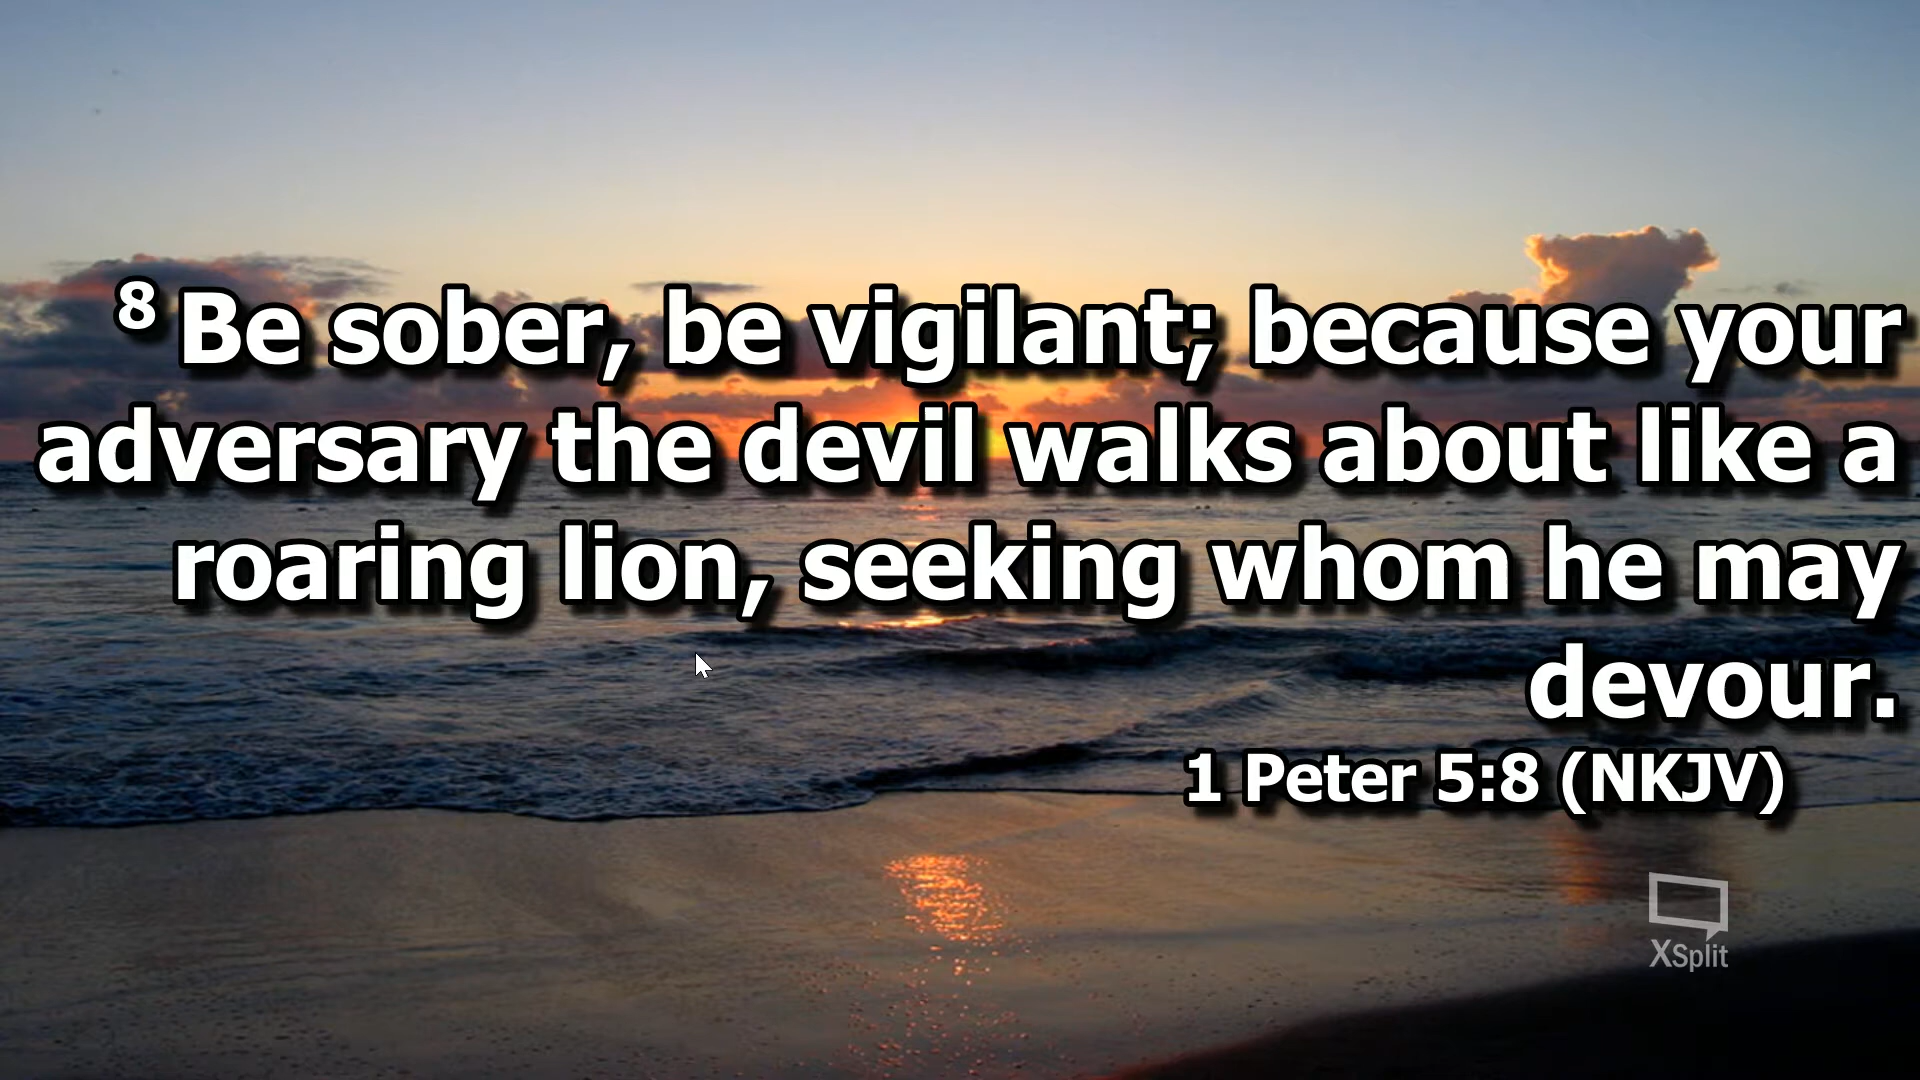 8 Be sober, be vigilant; because your
adversary the devil walks about like a
roaring lion, seeking whom he may
devour.
1 Peter 5:8 (NKJV)
XSplit